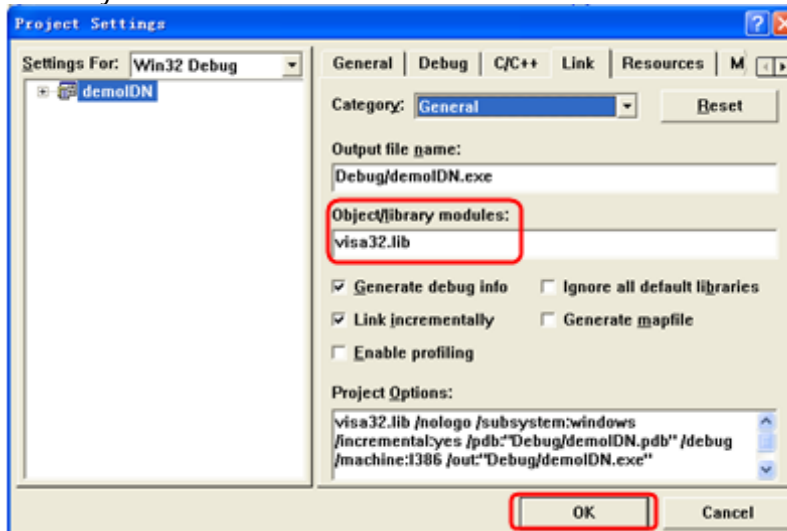 Project Settings
Settings For: Win32 Debug
demoIDN
General Debug C/C++ Link Resources M
Category: General Reset
Output file name:
Debug/demoIDN.exe
Object/library modules:
visa32.lib
Generate debug info Ignore all default libraries
Link incrementally Generate mapfile
Enable profiling
Project Options:
visa32.lib /nologo /subsystem:windows
/incremental:yes /pdb:"Debug/demoIDN.pdb" /debug
/machine:I386 /out:"Debug/demoIDN.exe"
OK Cancel